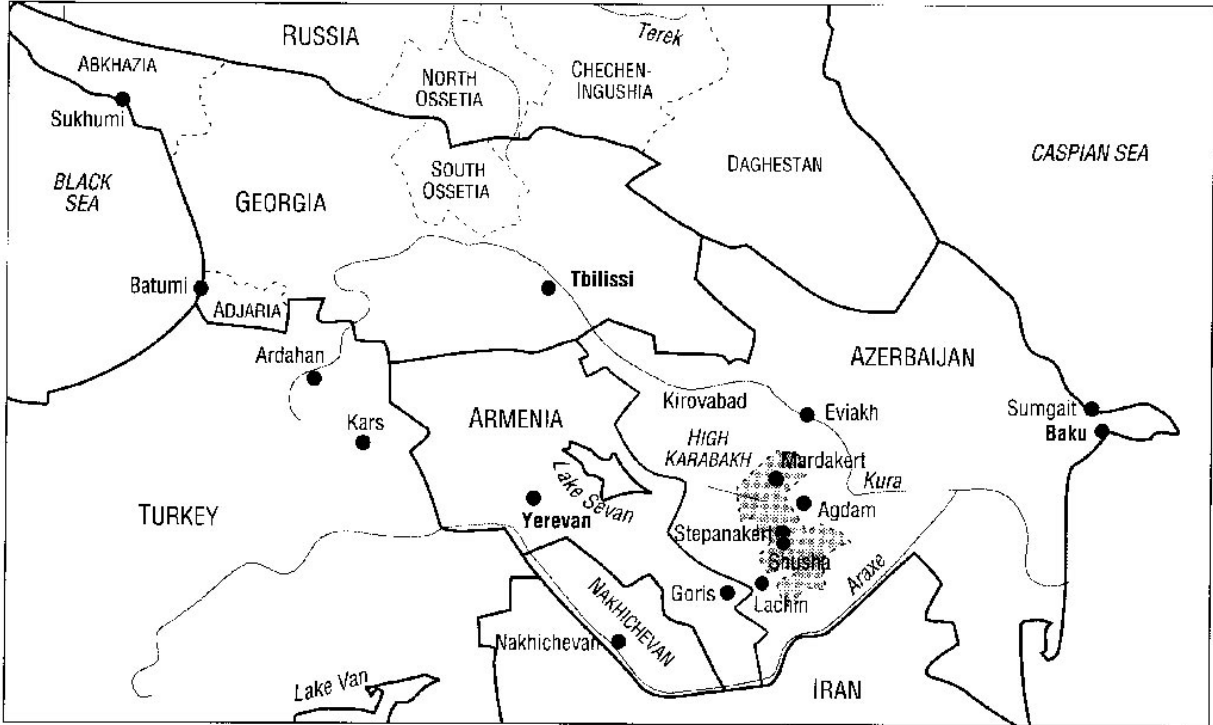 RUSSIA
Terek
ABKHAZIA
NORTH
OSSETIA
CHECHEN-
INGUSHIA
Sukhumi
SOUTH
OSSETIA
DAGHESTAN
CASPIAN SEA
BLACK
SEA
GEORGIA
Batumi
Tbilissi
ADJARIA
Ardahan
AZERBAIJAN
Kirovabad
Eviakh
Sumgait
Baku
Kars
ARMENIA
HIGH
KARABAKH
Mardakert
Lake Sevan
Kura
Agdam
TURKEY
Yerevan
Stepanakert
Shusha
Araxe
NAKHICHEVAN
Goris
Lachin
Nakhichevan
Lake Van
IRAN